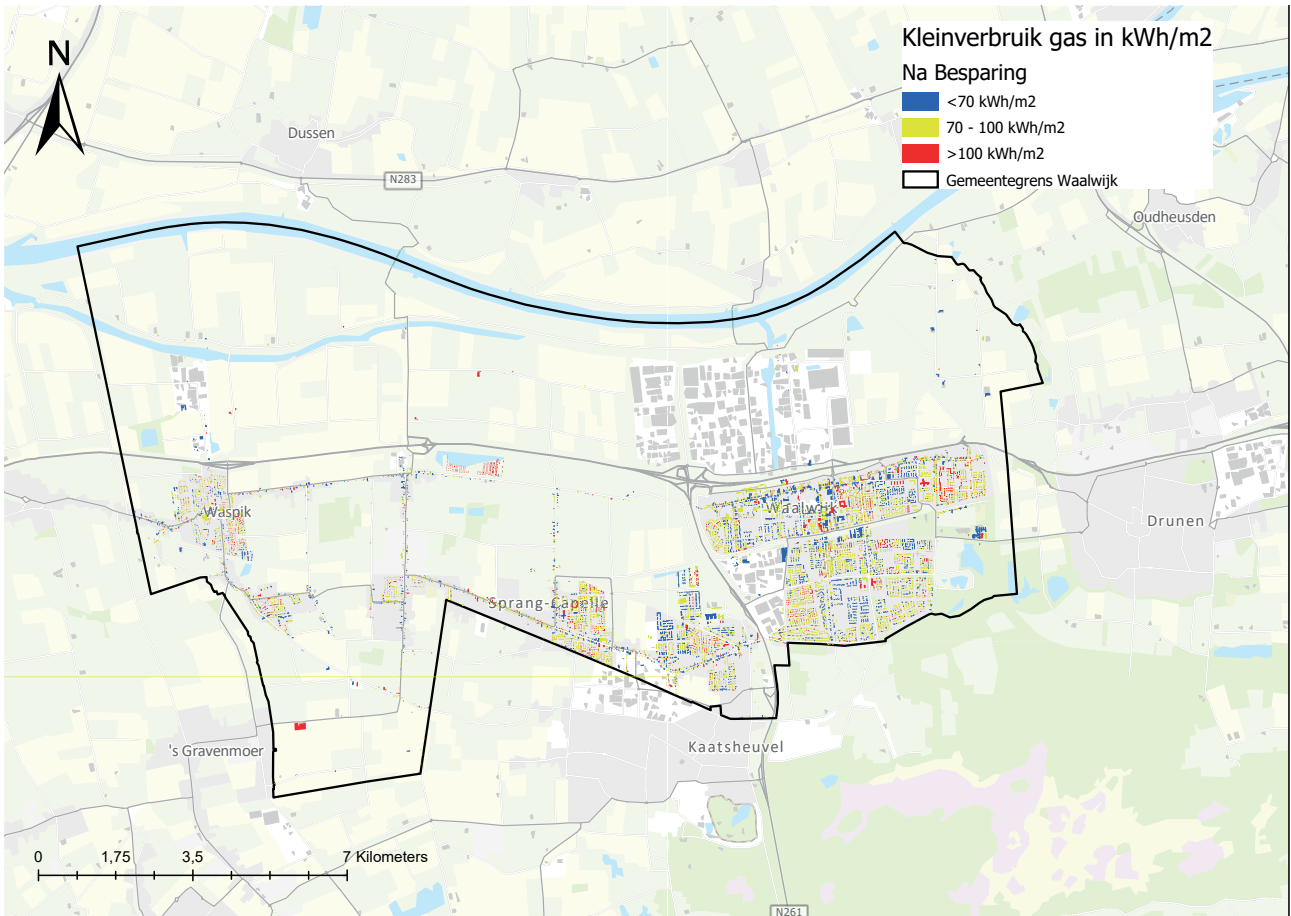 Kleinverbruik gas in kWh/m2
Na Besparing
<70 kWh/m2
70 - 100 kWh/m2
>100 kWh/m2
Gemeentegrens Waalwijk
N
Dussen
N283
Oudheusden
Waspik
Waalwijk
Drunen
Sprang-Capelle
's Gravenmoer
Kaatsheuvel
0 1,75 3,5 7 Kilometers
N261